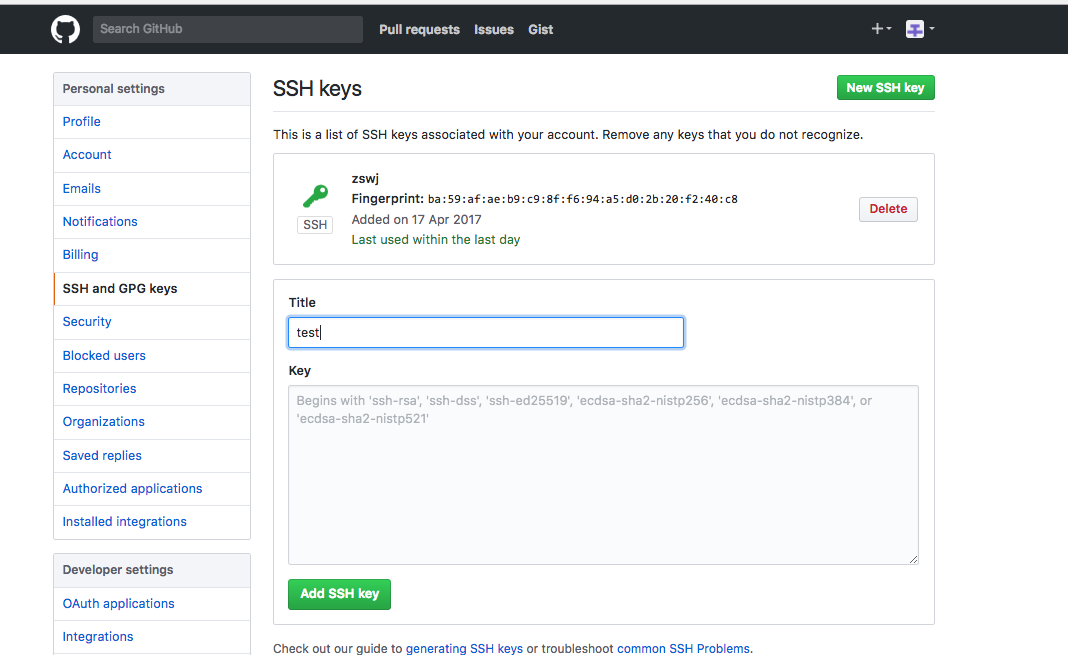 Search GitHub
Pull requests
Issues
Gist
Personal settings
Profile
Account
Emails
Notifications
Billing
SSH and GPG keys
Security
Blocked users
Repositories
Organizations
Saved replies
Authorized applications
Installed integrations
Developer settings
OAuth applications
Integrations
SSH keys
New SSH key
This is a list of SSH keys associated with your account. Remove any keys that you do not recognize.
zswj
Fingerprint: ba:59:af:ae:b9:c9:8f:f6:94:a5:d0:2b:20:f2:40:c8
Added on 17 Apr 2017
Last used within the last day
SSH
Delete
Title
test
Key
Begins with 'ssh-rsa', 'ssh-dss', 'ssh-ed25519', 'ecdsa-sha2-nistp256', 'ecdsa-sha2-nistp384', or
'ecdsa-sha2-nistp521'
Add SSH key
Check out our guide to generating SSH keys or troubleshoot common SSH Problems.